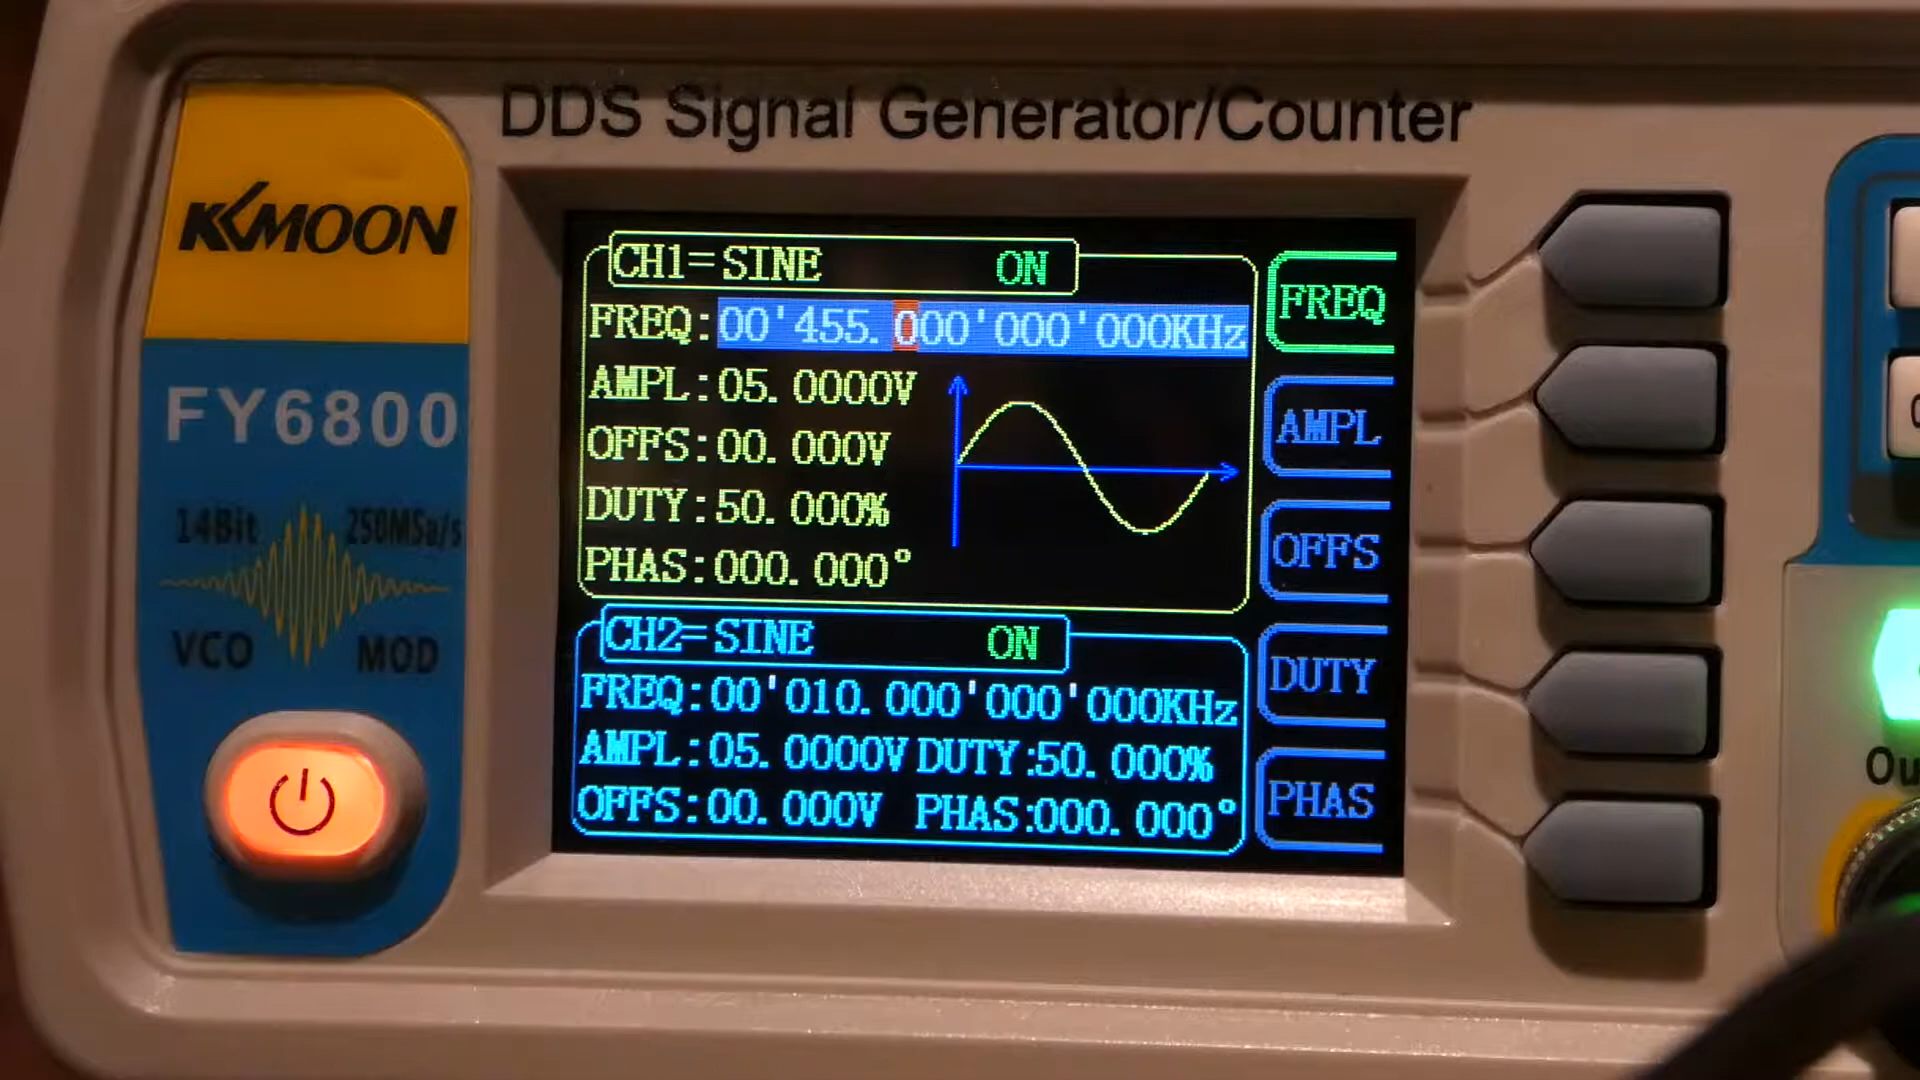 DDS Signal Generator/Counter
KKMOON
FY6800
14Bit 250MSa/s
VCO MOD
CH1=SINE ON
FREQ:00'455.000'000'000KHz
AMPL:05.0000V
OFFS:00.000V
DUTY:50.000%
PHAS:000.000°
CH2=SINE ON
FREQ:00'010.000'000'000KHz
AMPL:05.0000V DUTY:50.000%
OFFS:00.000V PHAS:000.000°
FREQ
AMPL
OFFS
DUTY
PHAS
Ou